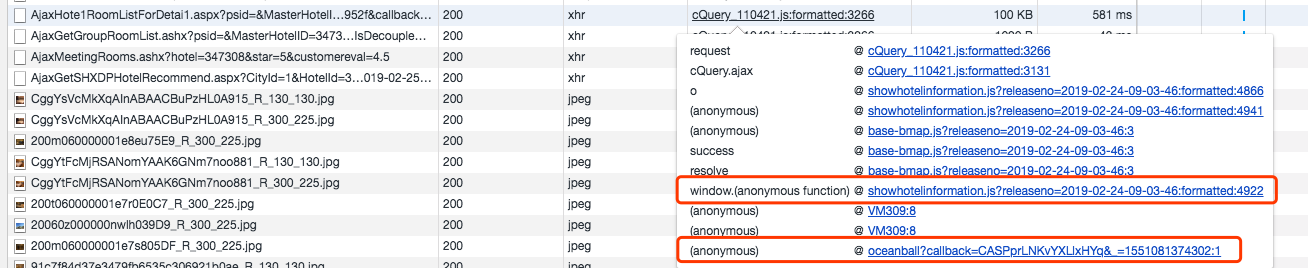 AjaxHote1RoomListForDetai1.aspx?psid=&MasterHotelI...952f&callback... 200 xhr cQuery_110421.js:formatted:3266 100 KB 581 ms
AjaxGetGroupRoomList.ashx?psid=&MasterHotelID=3473...IsDecouple... 200 xhr
AjaxMeetingRooms.ashx?hotel=347308&star=5&customereval=4.5 200 xhr
AjaxGetSHXDPHotelRecommend.aspx?CityId=1&HotelId=3...019-02-25... 200 xhr
CggYsVcMkXqAInABAACBuPzHL0A915_R_130_130.jpg 200 jpeg
CggYsVcMkXqAInABAACBuPzHL0A915_R_300_225.jpg 200 jpeg
200m060000001e8eu75E9_R_300_225.jpg 200 jpeg
CggYtFcMjRSANomYAAK6GNm7noo881_R_130_130.jpg 200 jpeg
CggYtFcMjRSANomYAAK6GNm7noo881_R_300_225.jpg 200 jpeg
200t060000001e7r0E0C7_R_300_225.jpg 200 jpeg
20060z000000nwlh039D9_R_300_225.jpg 200 jpeg
200m060000001e7s805DF_R_300_225.jpg 200 jpeg
91c7f84d37e3479fb6535c306921b0ae_R_130_130.jpg 200 jpeg
request @ cQuery_110421.js:formatted:3266
cQuery.ajax @ cQuery_110421.js:formatted:3131
o @ showhotelinformation.js?releaseno=2019-02-24-09-03-46:formatted:4866
(anonymous) @ showhotelinformation.js?releaseno=2019-02-24-09-03-46:formatted:4941
(anonymous) @ base-bmap.js?releaseno=2019-02-24-09-03-46:3
success @ base-bmap.js?releaseno=2019-02-24-09-03-46:3
resolve @ base-bmap.js?releaseno=2019-02-24-09-03-46:3
window.(anonymous function) @ showhotelinformation.js?releaseno=2019-02-24-09-03-46:formatted:4922
(anonymous) @ VM309:8
(anonymous) @ VM309:8
(anonymous) @ oceanball?callback=CASPprLNKvYXLlxHYq&_=1551081374302:1